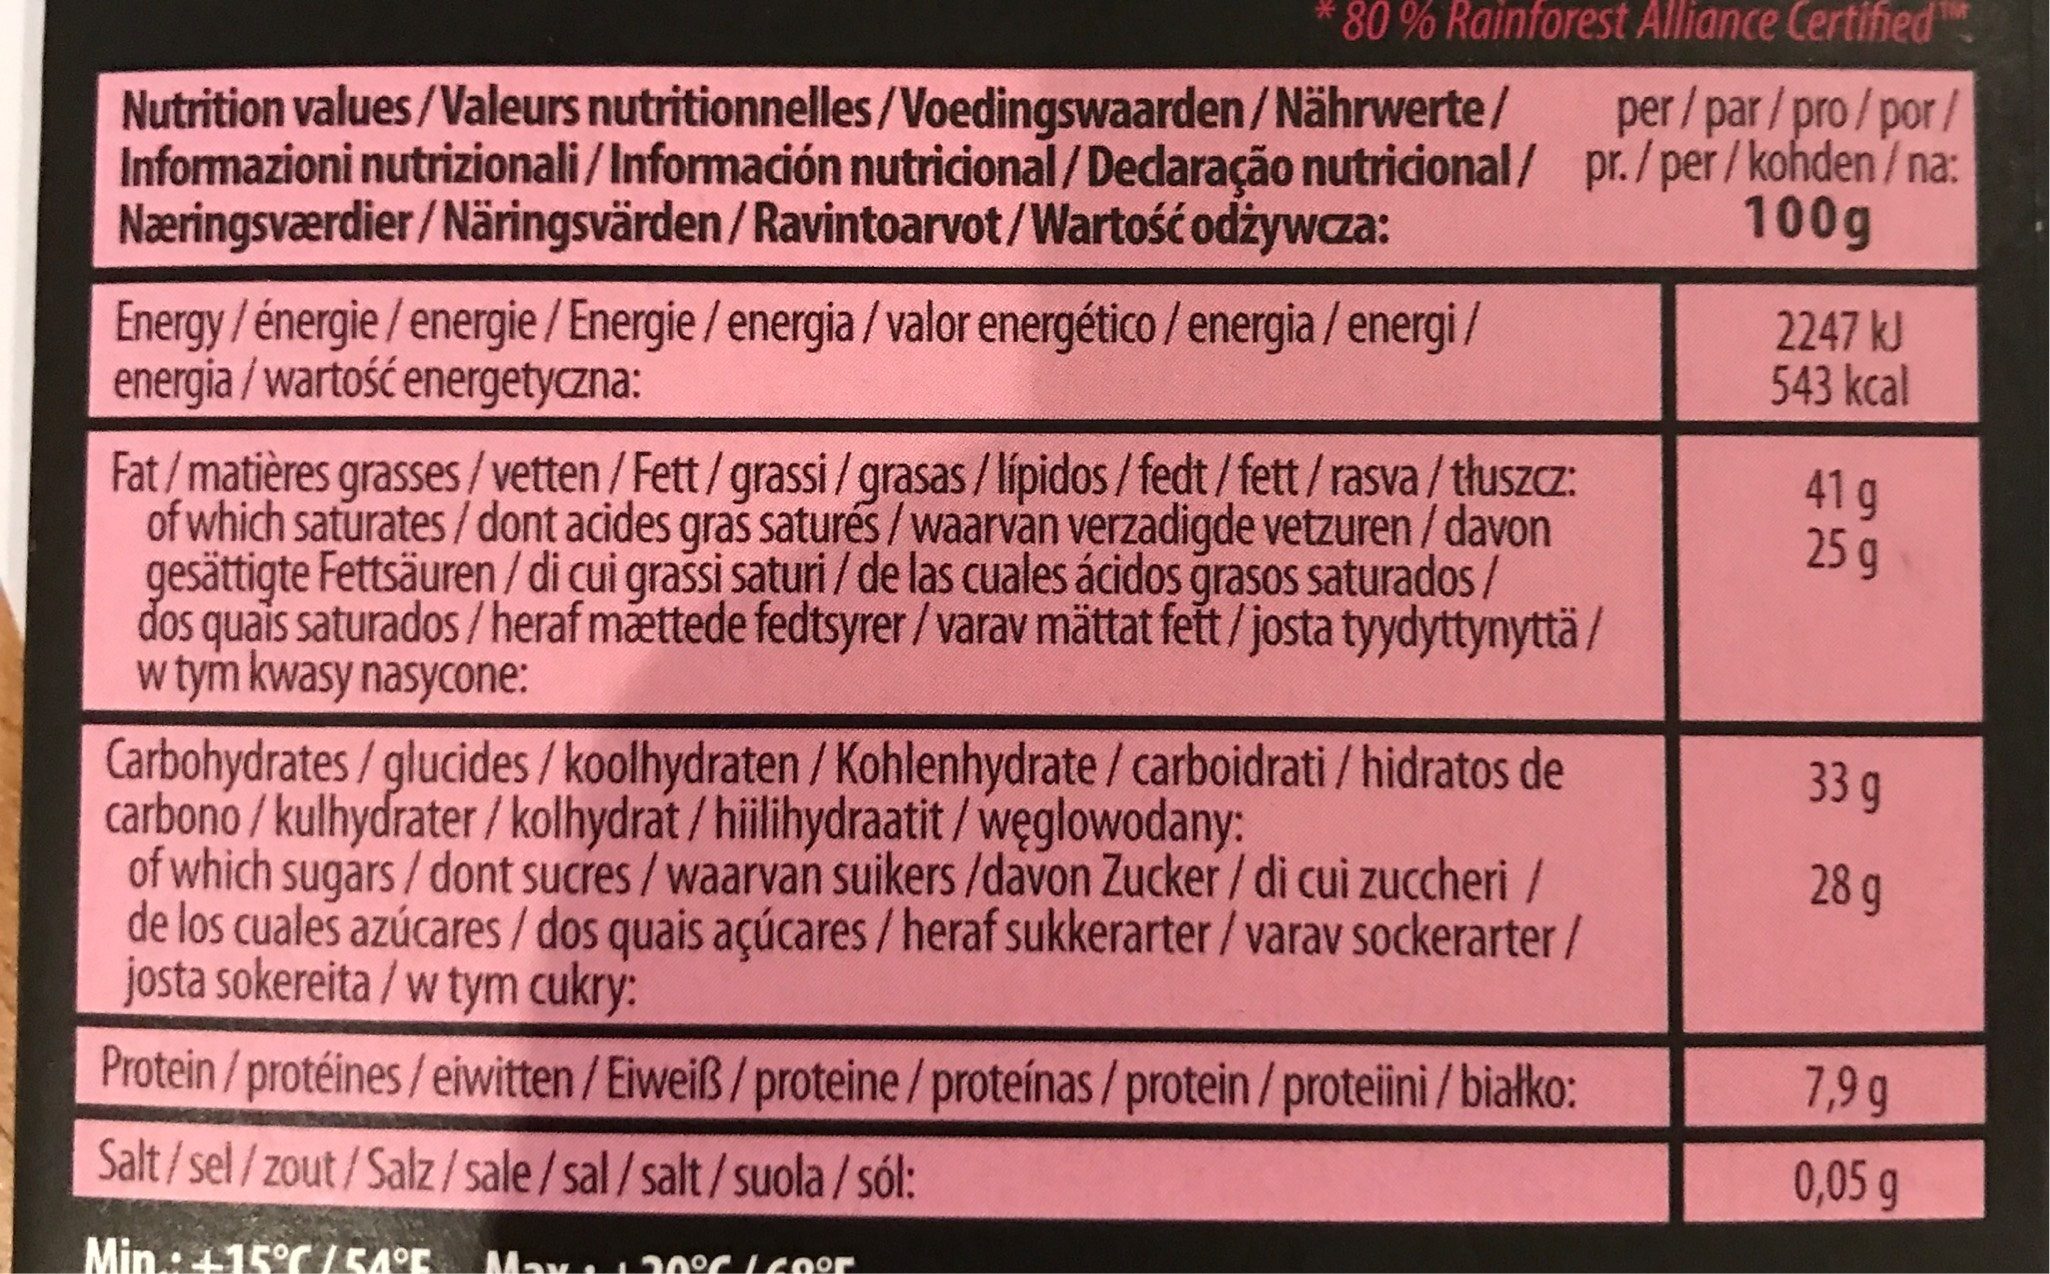 * 80 % Rainforest Alliance Certified™
Nutrition values / Valeurs nutritionnelles / Voedingswaarden / Nährwerte / per / par / pro / por /
Informazioni nutrizionali / Información nutricional / Declaração nutricional / pr. / per / kohden / na:
Næringsværdier / Näringsvärden / Ravintoarvot / Wartość odżywcza: 100g
Energy / énergie / energie / Energie / energia / valor energético / energia / energi / 2247 kJ
energia / wartość energetyczna: 543 kcal
Fat / matières grasses / vetten / Fett / grassi / grasas / lípidos / fedt / fett / rasva / tłuszcz: 41 g
of which saturates / dont acides gras saturés / waarvan verzadigde vetzuren / davon 25 g
gesättigte Fettsäuren / di cui grassi saturi / de las cuales ácidos grasos saturados /
dos quais saturados / heraf mættede fedtsyrer / varav mättat fett / josta tyydyttynyttä /
w tym kwasy nasycone:
Carbohydrates / glucides / koolhydraten / Kohlenhydrate / carboidrati / hidratos de 33 g
carbono / kulhydrater / kolhydrat / hiilihydraatit / węglowodany:
of which sugars / dont sucres / waarvan suikers /davon Zucker / di cui zuccheri / 28 g
de los cuales azúcares / dos quais açúcares / heraf sukkerarter / varav sockerarter /
josta sokereita / w tym cukry:
Protein / protéines / eiwitten / Eiweiß / proteine / proteínas / protein / proteiini / białko: 7,9 g
Salt / sel / zout / Salz / sale / sal / salt / suola / sól: 0,05 g
Min.: +15°C / 54°F Max.: +20°C / 68°F